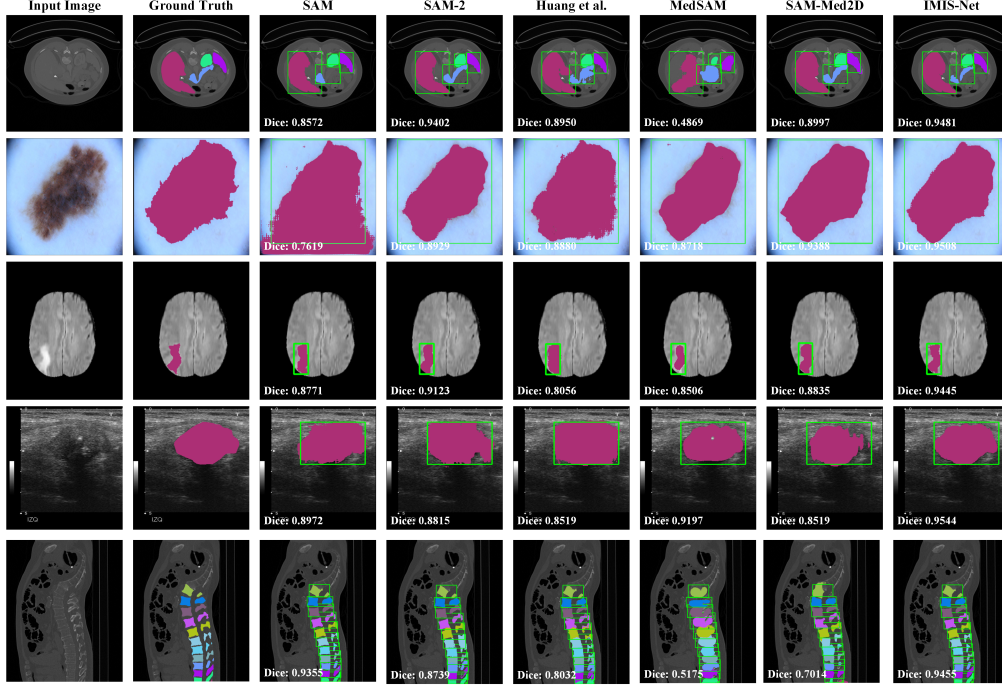 Input Image Ground Truth SAM SAM-2 Huang et al. MedSAM SAM-Med2D IMIS-Net
Dice: 0.8572 Dice: 0.9402 Dice: 0.8950 Dice: 0.4869 Dice: 0.8997 Dice: 0.9481
Dice: 0.7619 Dice: 0.8929 Dice: 0.8880 Dice: 0.8718 Dice: 0.9388 Dice: 0.9508
Dice: 0.8771 Dice: 0.9123 Dice: 0.8056 Dice: 0.8506 Dice: 0.8835 Dice: 0.9445
IZQ IZQ
Dice: 0.8972 Dice: 0.8815 Dice: 0.8519 Dice: 0.9197 Dice: 0.8519 Dice: 0.9544
Dice: 0.9355 Dice: 0.8739 Dice: 0.8032 Dice: 0.5175 Dice: 0.7014 Dice: 0.9455